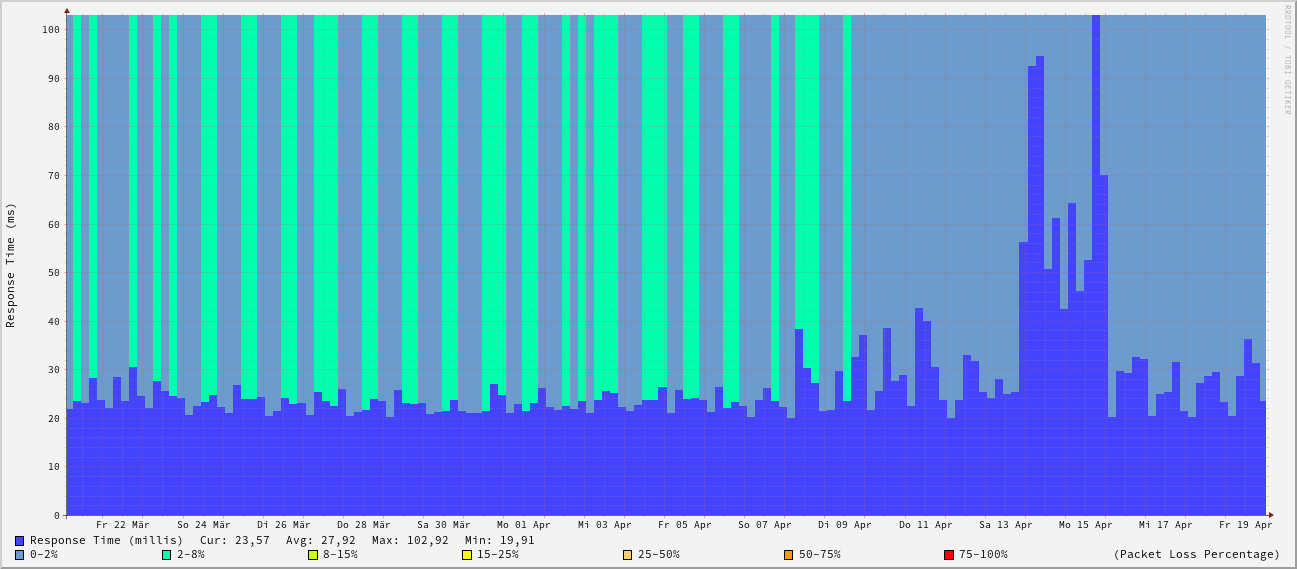 RRDTOOL / TOBI OETIKER
Response Time (ms)
100
90
80
70
60
50
40
30
20
10
0
Fr 22 Mär So 24 Mär Di 26 Mär Do 28 Mär Sa 30 Mär Mo 01 Apr Mi 03 Apr Fr 05 Apr So 07 Apr Di 09 Apr Do 11 Apr Sa 13 Apr Mo 15 Apr Mi 17 Apr Fr 19 Apr
Response Time (millis) Cur: 23,57 Avg: 27,92 Max: 102,92 Min: 19,91
0-2% 2-8% 8-15% 15-25% 25-50% 50-75% 75-100% (Packet Loss Percentage)